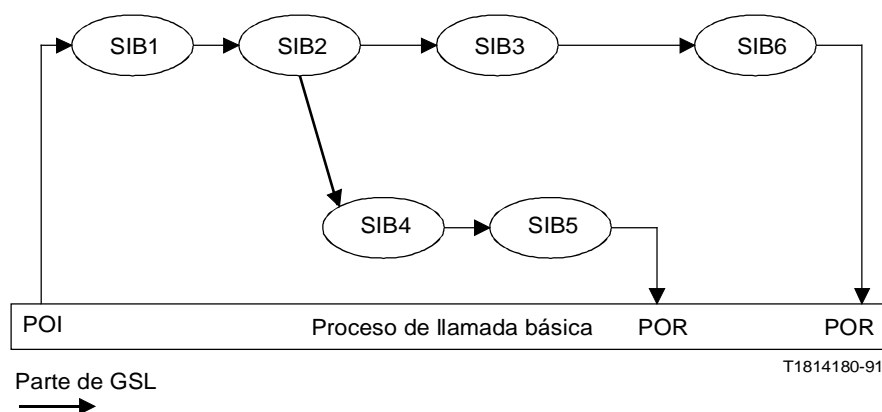 SIB1 SIB2 SIB3 SIB6
SIB4 SIB5
POI Proceso de llamada básica POR POR
T1814180-91
Parte de GSL